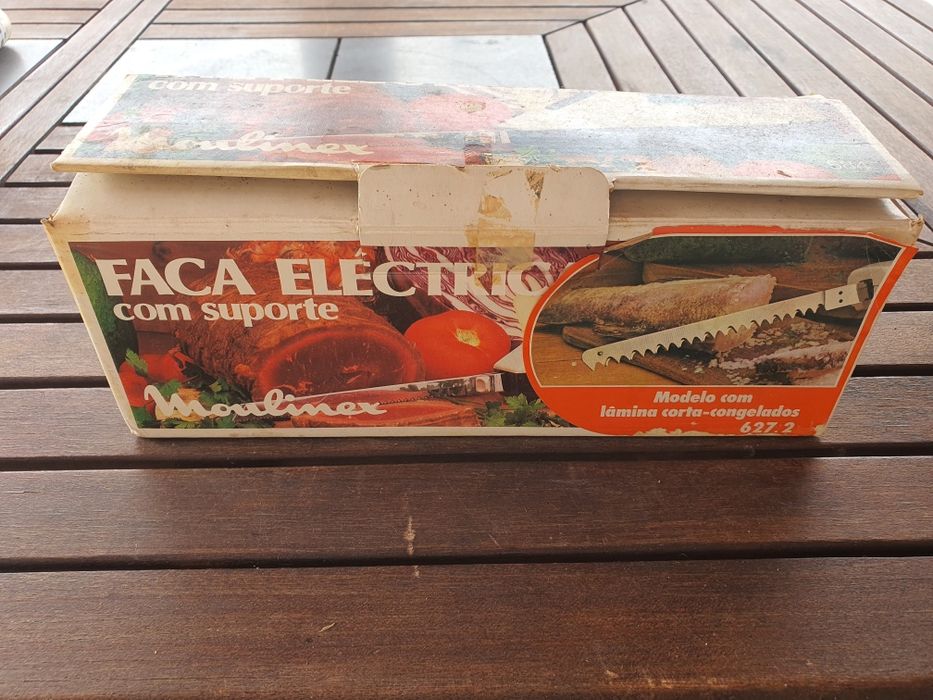 com suporte
Moulinex
FACA ELÉCTRIC
com suporte
Moulinex
Modelo com
lâmina corta-congelados
627.2